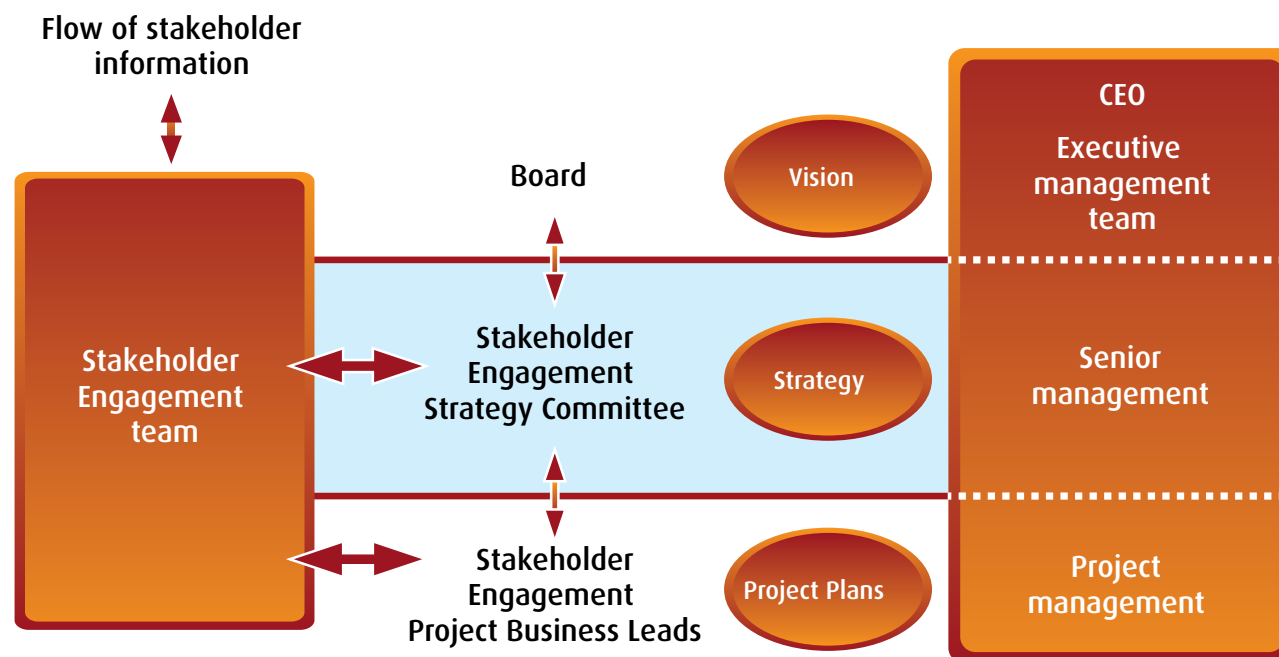 Flow of stakeholder
information
Stakeholder
Engagement
team
Board
Stakeholder
Engagement
Strategy Committee
Stakeholder
Engagement
Project Business Leads
Vision
Strategy
Project Plans
CEO
Executive
management
team
Senior
management
Project
management